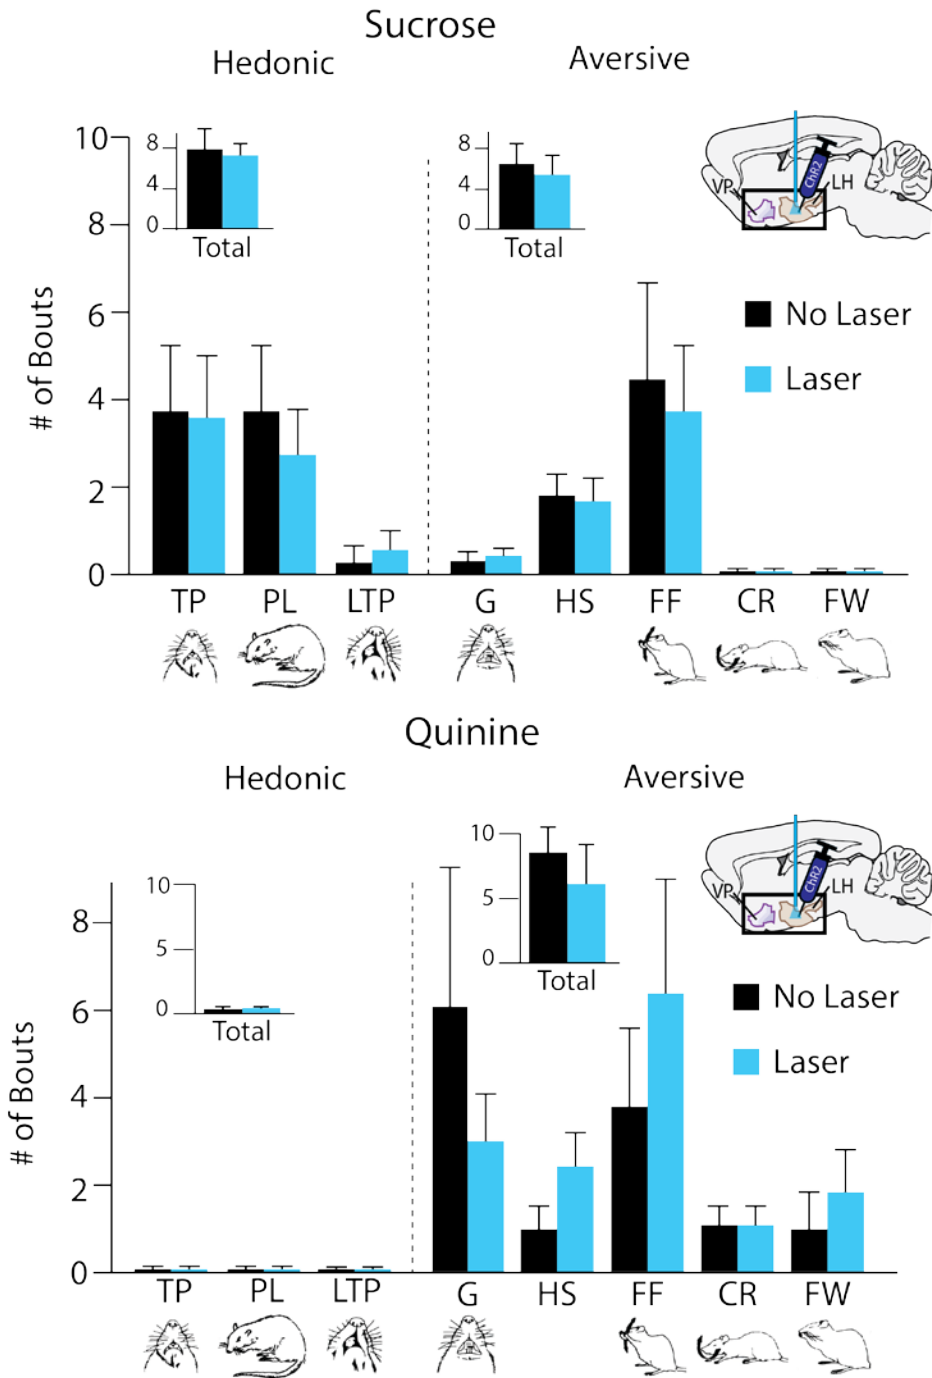 Sucrose
Hedonic
Aversive
10
8
6
4
2
0
# of Bouts
8
4
0
Total
8
4
0
Total
VP
ChR2
LH
No Laser
Laser
TP PL LTP G HS FF CR FW
Quinine
Hedonic
Aversive
8
6
4
2
0
# of Bouts
10
5
0
Total
10
5
0
Total
VP
ChR2
LH
No Laser
Laser
TP PL LTP G HS FF CR FW